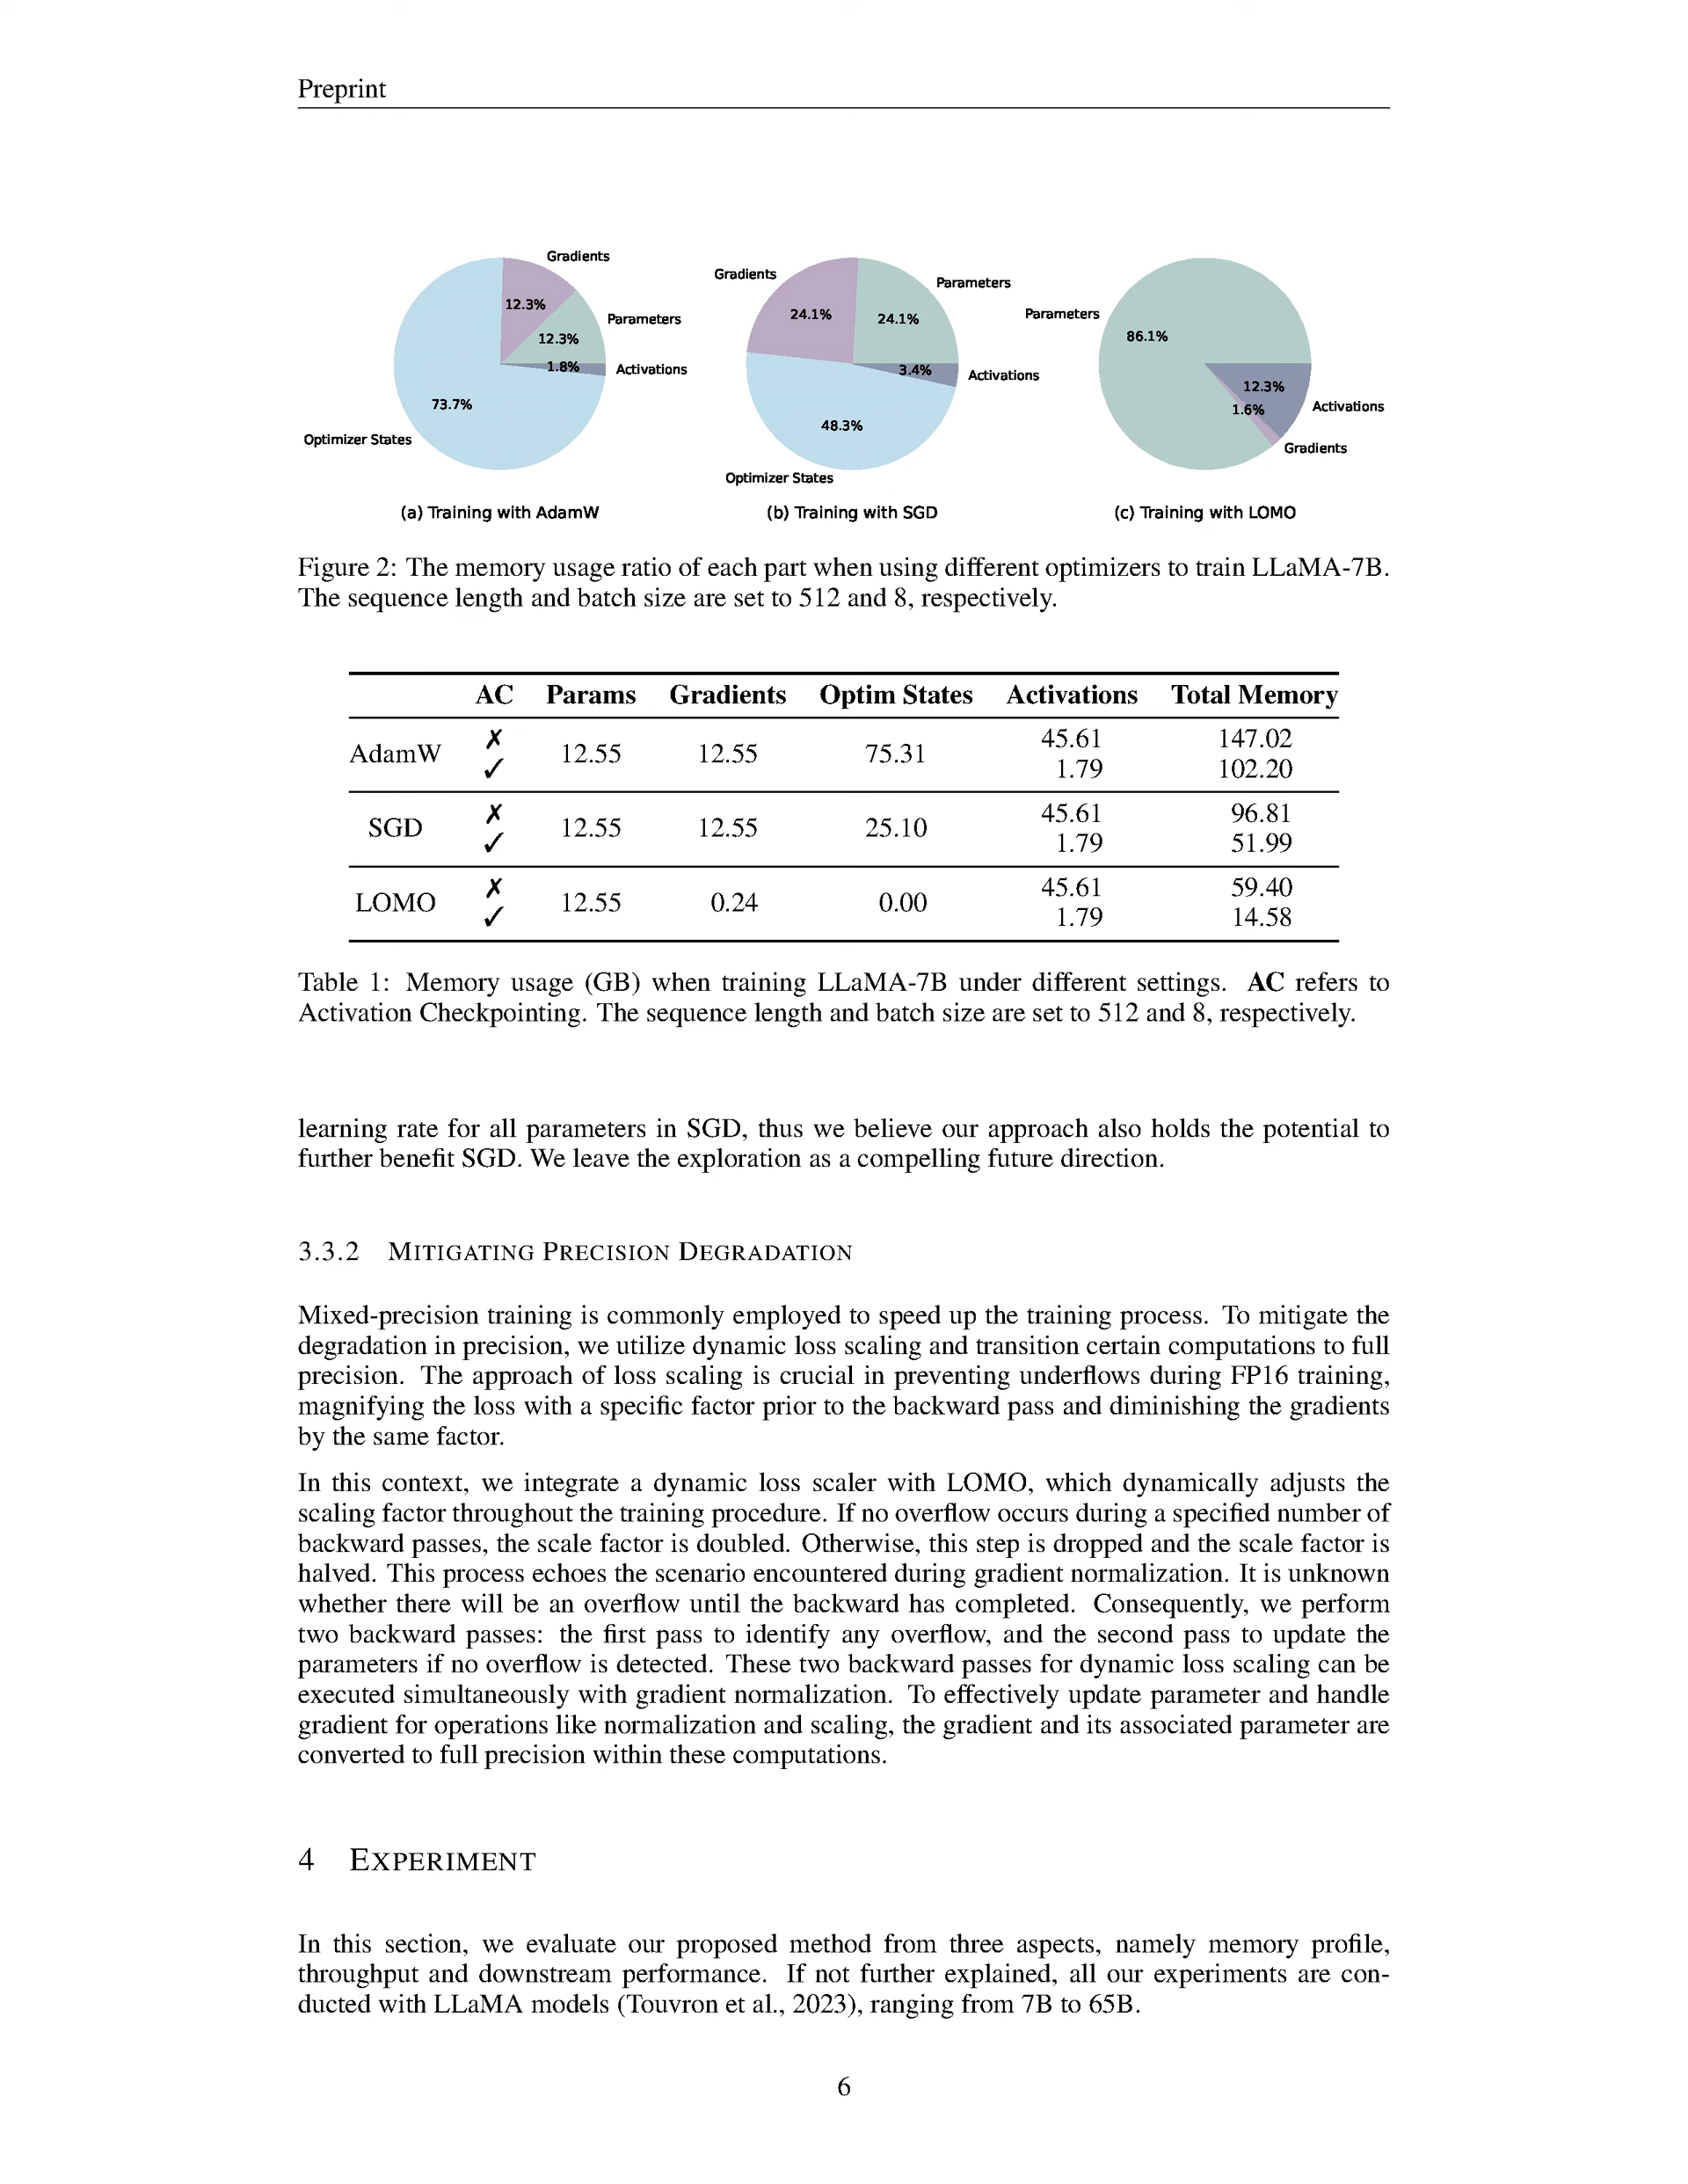 Preprint
Gradients
12.3%
Parameters
12.3%
1.8%
Activations
73.7%
Optimizer States
(a) Training with AdamW
Gradients
Parameters
24.1%
24.1%
3.4%
Activations
48.3%
Optimizer States
(b) Training with SGD
Parameters
86.1%
12.3%
1.6%
Activations
Gradients
(c) Training with LOMO
Figure 2: The memory usage ratio of each part when using different optimizers to train LLaMA-7B.
The sequence length and batch size are set to 512 and 8, respectively.
AC Params Gradients Optim States Activations Total Memory
AdamW ✗ 12.55 12.55 75.31 45.61 147.02
✓ 1.79 102.20
SGD ✗ 12.55 12.55 25.10 45.61 96.81
✓ 1.79 51.99
LOMO ✗ 12.55 0.24 0.00 45.61 59.40
✓ 1.79 14.58
Table 1: Memory usage (GB) when training LLaMA-7B under different settings. AC refers to
Activation Checkpointing. The sequence length and batch size are set to 512 and 8, respectively.
learning rate for all parameters in SGD, thus we believe our approach also holds the potential to
further benefit SGD. We leave the exploration as a compelling future direction.
3.3.2 MITIGATING PRECISION DEGRADATION
Mixed-precision training is commonly employed to speed up the training process. To mitigate the
degradation in precision, we utilize dynamic loss scaling and transition certain computations to full
precision. The approach of loss scaling is crucial in preventing underflows during FP16 training,
magnifying the loss with a specific factor prior to the backward pass and diminishing the gradients
by the same factor.
In this context, we integrate a dynamic loss scaler with LOMO, which dynamically adjusts the
scaling factor throughout the training procedure. If no overflow occurs during a specified number of
backward passes, the scale factor is doubled. Otherwise, this step is dropped and the scale factor is
halved. This process echoes the scenario encountered during gradient normalization. It is unknown
whether there will be an overflow until the backward has completed. Consequently, we perform
two backward passes: the first pass to identify any overflow, and the second pass to update the
parameters if no overflow is detected. These two backward passes for dynamic loss scaling can be
executed simultaneously with gradient normalization. To effectively update parameter and handle
gradient for operations like normalization and scaling, the gradient and its associated parameter are
converted to full precision within these computations.
4 EXPERIMENT
In this section, we evaluate our proposed method from three aspects, namely memory profile,
throughput and downstream performance. If not further explained, all our experiments are con-
ducted with LLaMA models (Touvron et al., 2023), ranging from 7B to 65B.
6